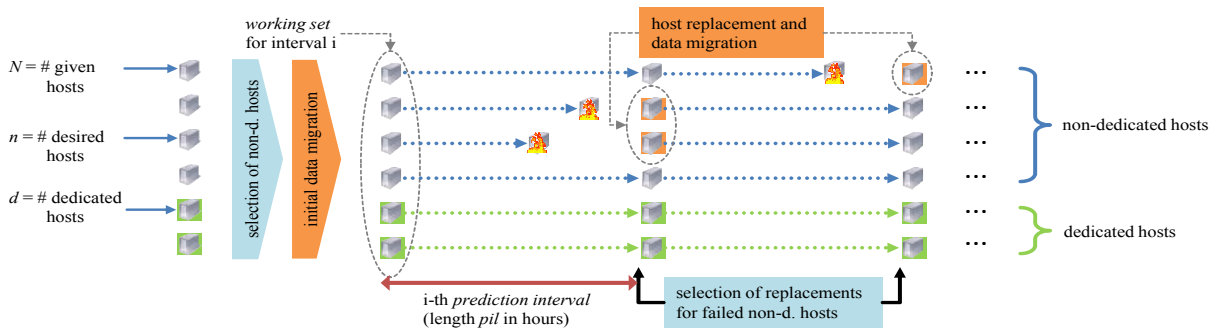 working set
for interval i
host replacement and
data migration
N = # given
hosts
n = # desired
hosts
d = # dedicated
hosts
selection of non-d. hosts
initial data migration
...
...
...
...
...
...
non-dedicated hosts
dedicated hosts
i-th prediction interval
(length pil in hours)
selection of replacements
for failed non-d. hosts